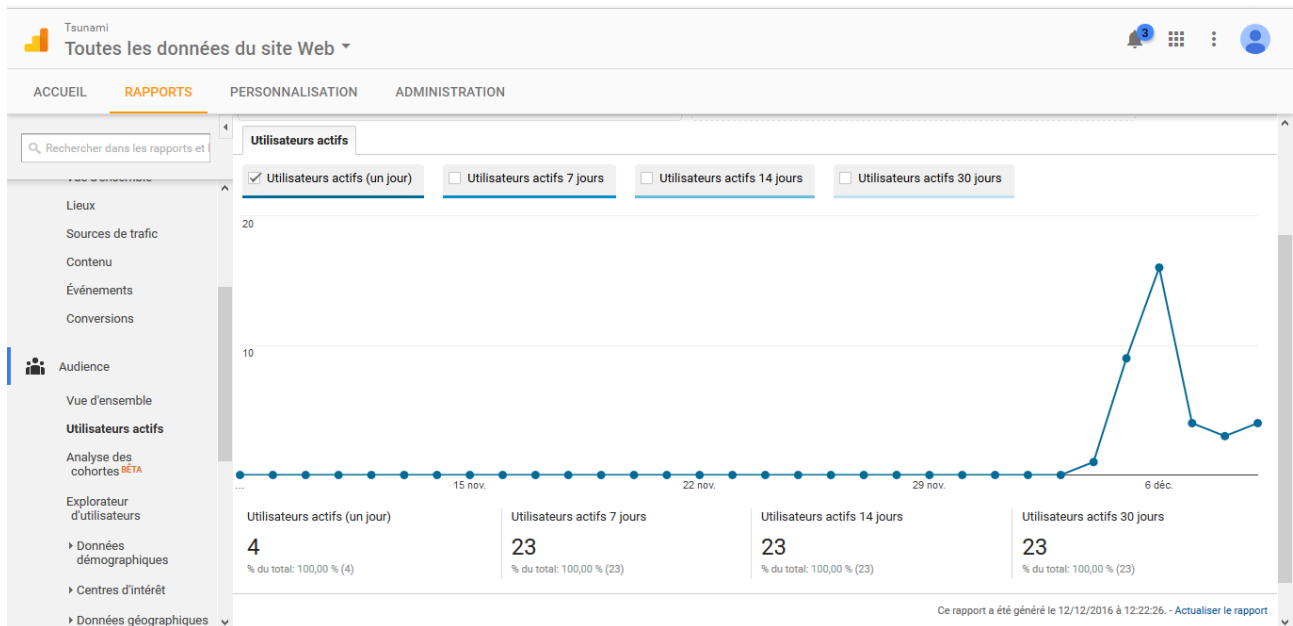 Tsunami
Toutes les données du site Web
3
ACCUEIL RAPPORTS PERSONNALISATION ADMINISTRATION
Rechercher dans les rapports et
Vue d'ensemble
Lieux
Sources de trafic
Contenu
Événements
Conversions
Audience
Vue d'ensemble
Utilisateurs actifs
Analyse des
cohortes BÊTA
Explorateur
d'utilisateurs
Données
démographiques
Centres d'intérêt
Données géographiques
Utilisateurs actifs
Utilisateurs actifs (un jour) Utilisateurs actifs 7 jours Utilisateurs actifs 14 jours Utilisateurs actifs 30 jours
20
10
... 15 nov. 22 nov. 29 nov. 6 déc.
Utilisateurs actifs (un jour) Utilisateurs actifs 7 jours Utilisateurs actifs 14 jours Utilisateurs actifs 30 jours
4 23 23 23
% du total: 100,00 % (4) % du total: 100,00 % (23) % du total: 100,00 % (23) % du total: 100,00 % (23)
Ce rapport a été généré le 12/12/2016 à 12:22:26. - Actualiser le rapport